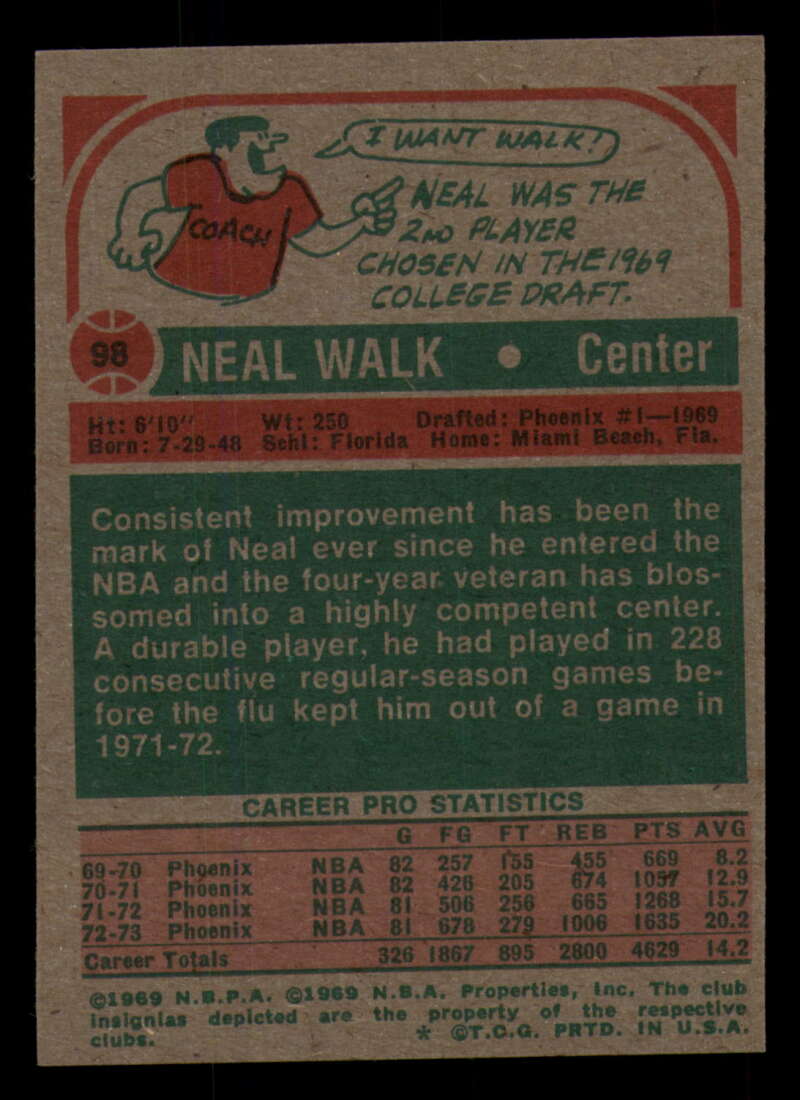 I WANT WALK!
NEAL WAS THE
2ND PLAYER
CHOSEN IN THE 1969
COLLEGE DRAFT.
COACH
98 NEAL WALK • Center
Ht: 6'10" Wt: 250 Drafted: Phoenix #1—1969
Born: 7-29-48 Schl: Florida Home: Miami Beach, Fla.
Consistent improvement has been the
mark of Neal ever since he entered the
NBA and the four-year veteran has blos-
somed into a highly competent center.
A durable player, he had played in 228
consecutive regular-season games be-
fore the flu kept him out of a game in
1971-72.
CAREER PRO STATISTICS
G FG FT REB PTS AVG
69-70 Phoenix NBA 82 257 155 455 669 8.2
70-71 Phoenix NBA 82 426 205 674 1057 12.9
71-72 Phoenix NBA 81 506 256 665 1268 15.7
72-73 Phoenix NBA 81 678 279 1006 1635 20.2
Career Totals 326 1867 895 2800 4629 14.2
©1969 N.B.P.A. ©1969 N.B.A. Properties, Inc. The club
insignias depicted are the property of the respective
clubs. * ©T.C.G. PRTD. IN U.S.A.